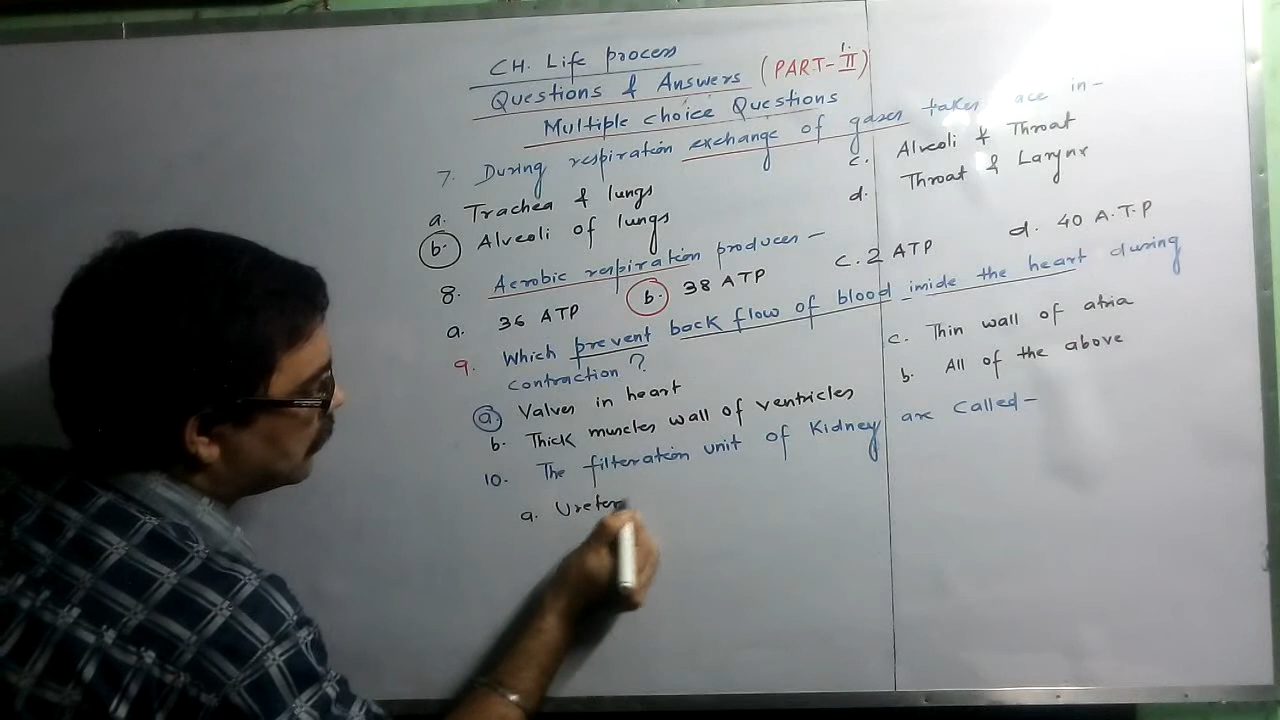 CH. Life process
Questions & Answers (PART-II)
Multiple choice Questions
7. During respiration exchange of gases takes ace in-
a. Trachea & lungs
c. Alveoli & Throat
b. Alveoli of lungs
d. Throat & Larynx
8. Aerobic respiration produces -
a. 36 ATP b. 38 ATP c. 2 ATP d. 40 A.T.P
9. Which prevent back flow of blood inside the heart during
contraction?
a. Valves in heart
c. Thin wall of atria
b. Thick muscles wall of ventricles
b. All of the above
10. The filteration unit of Kidney are called-
a. Ureter